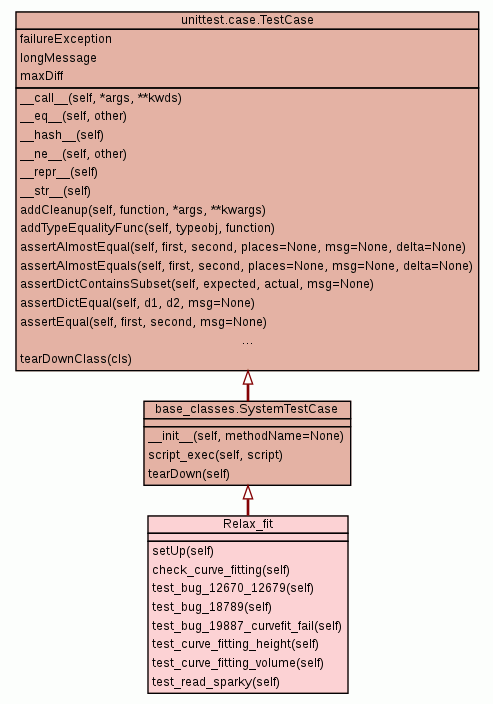 unittest.case.TestCase
failureException
longMessage
maxDiff
__call__(self, *args, **kwds)
__eq__(self, other)
__hash__(self)
__ne__(self, other)
__repr__(self)
__str__(self)
addCleanup(self, function, *args, **kwargs)
addTypeEqualityFunc(self, typeobj, function)
assertAlmostEqual(self, first, second, places=None, msg=None, delta=None)
assertAlmostEquals(self, first, second, places=None, msg=None, delta=None)
assertDictContainsSubset(self, expected, actual, msg=None)
assertDictEqual(self, d1, d2, msg=None)
assertEqual(self, first, second, msg=None)
...
tearDownClass(cls)
base_classes.SystemTestCase
__init__(self, methodName=None)
script_exec(self, script)
tearDown(self)
Relax_fit
setUp(self)
check_curve_fitting(self)
test_bug_12670_12679(self)
test_bug_18789(self)
test_bug_19887_curvefit_fail(self)
test_curve_fitting_height(self)
test_curve_fitting_volume(self)
test_read_sparky(self)